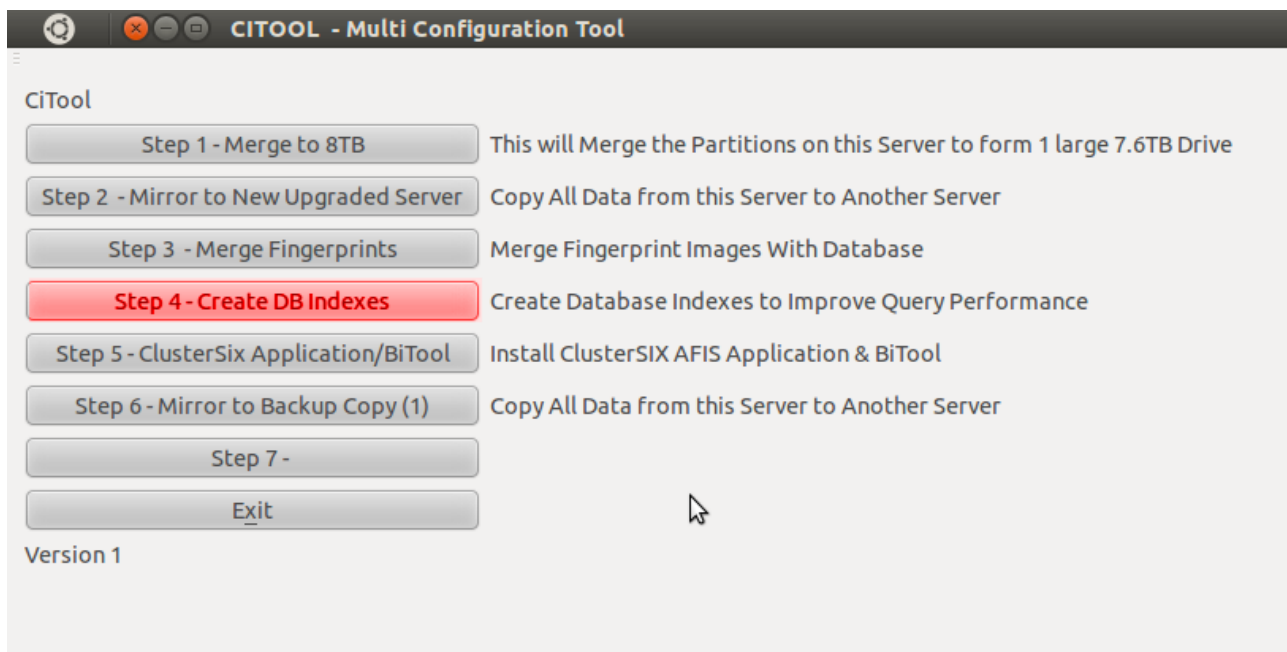 CITOOL - Multi Configuration Tool
CiTool
Step 1 - Merge to 8TB This will Merge the Partitions on this Server to form 1 large 7.6TB Drive
Step 2 - Mirror to New Upgraded Server Copy All Data from this Server to Another Server
Step 3 - Merge Fingerprints Merge Fingerprint Images With Database
Step 4 - Create DB Indexes Create Database Indexes to Improve Query Performance
Step 5 - ClusterSix Application/BiTool Install ClusterSIX AFIS Application & BiTool
Step 6 - Mirror to Backup Copy (1) Copy All Data from this Server to Another Server
Step 7 -
Exit
Version 1